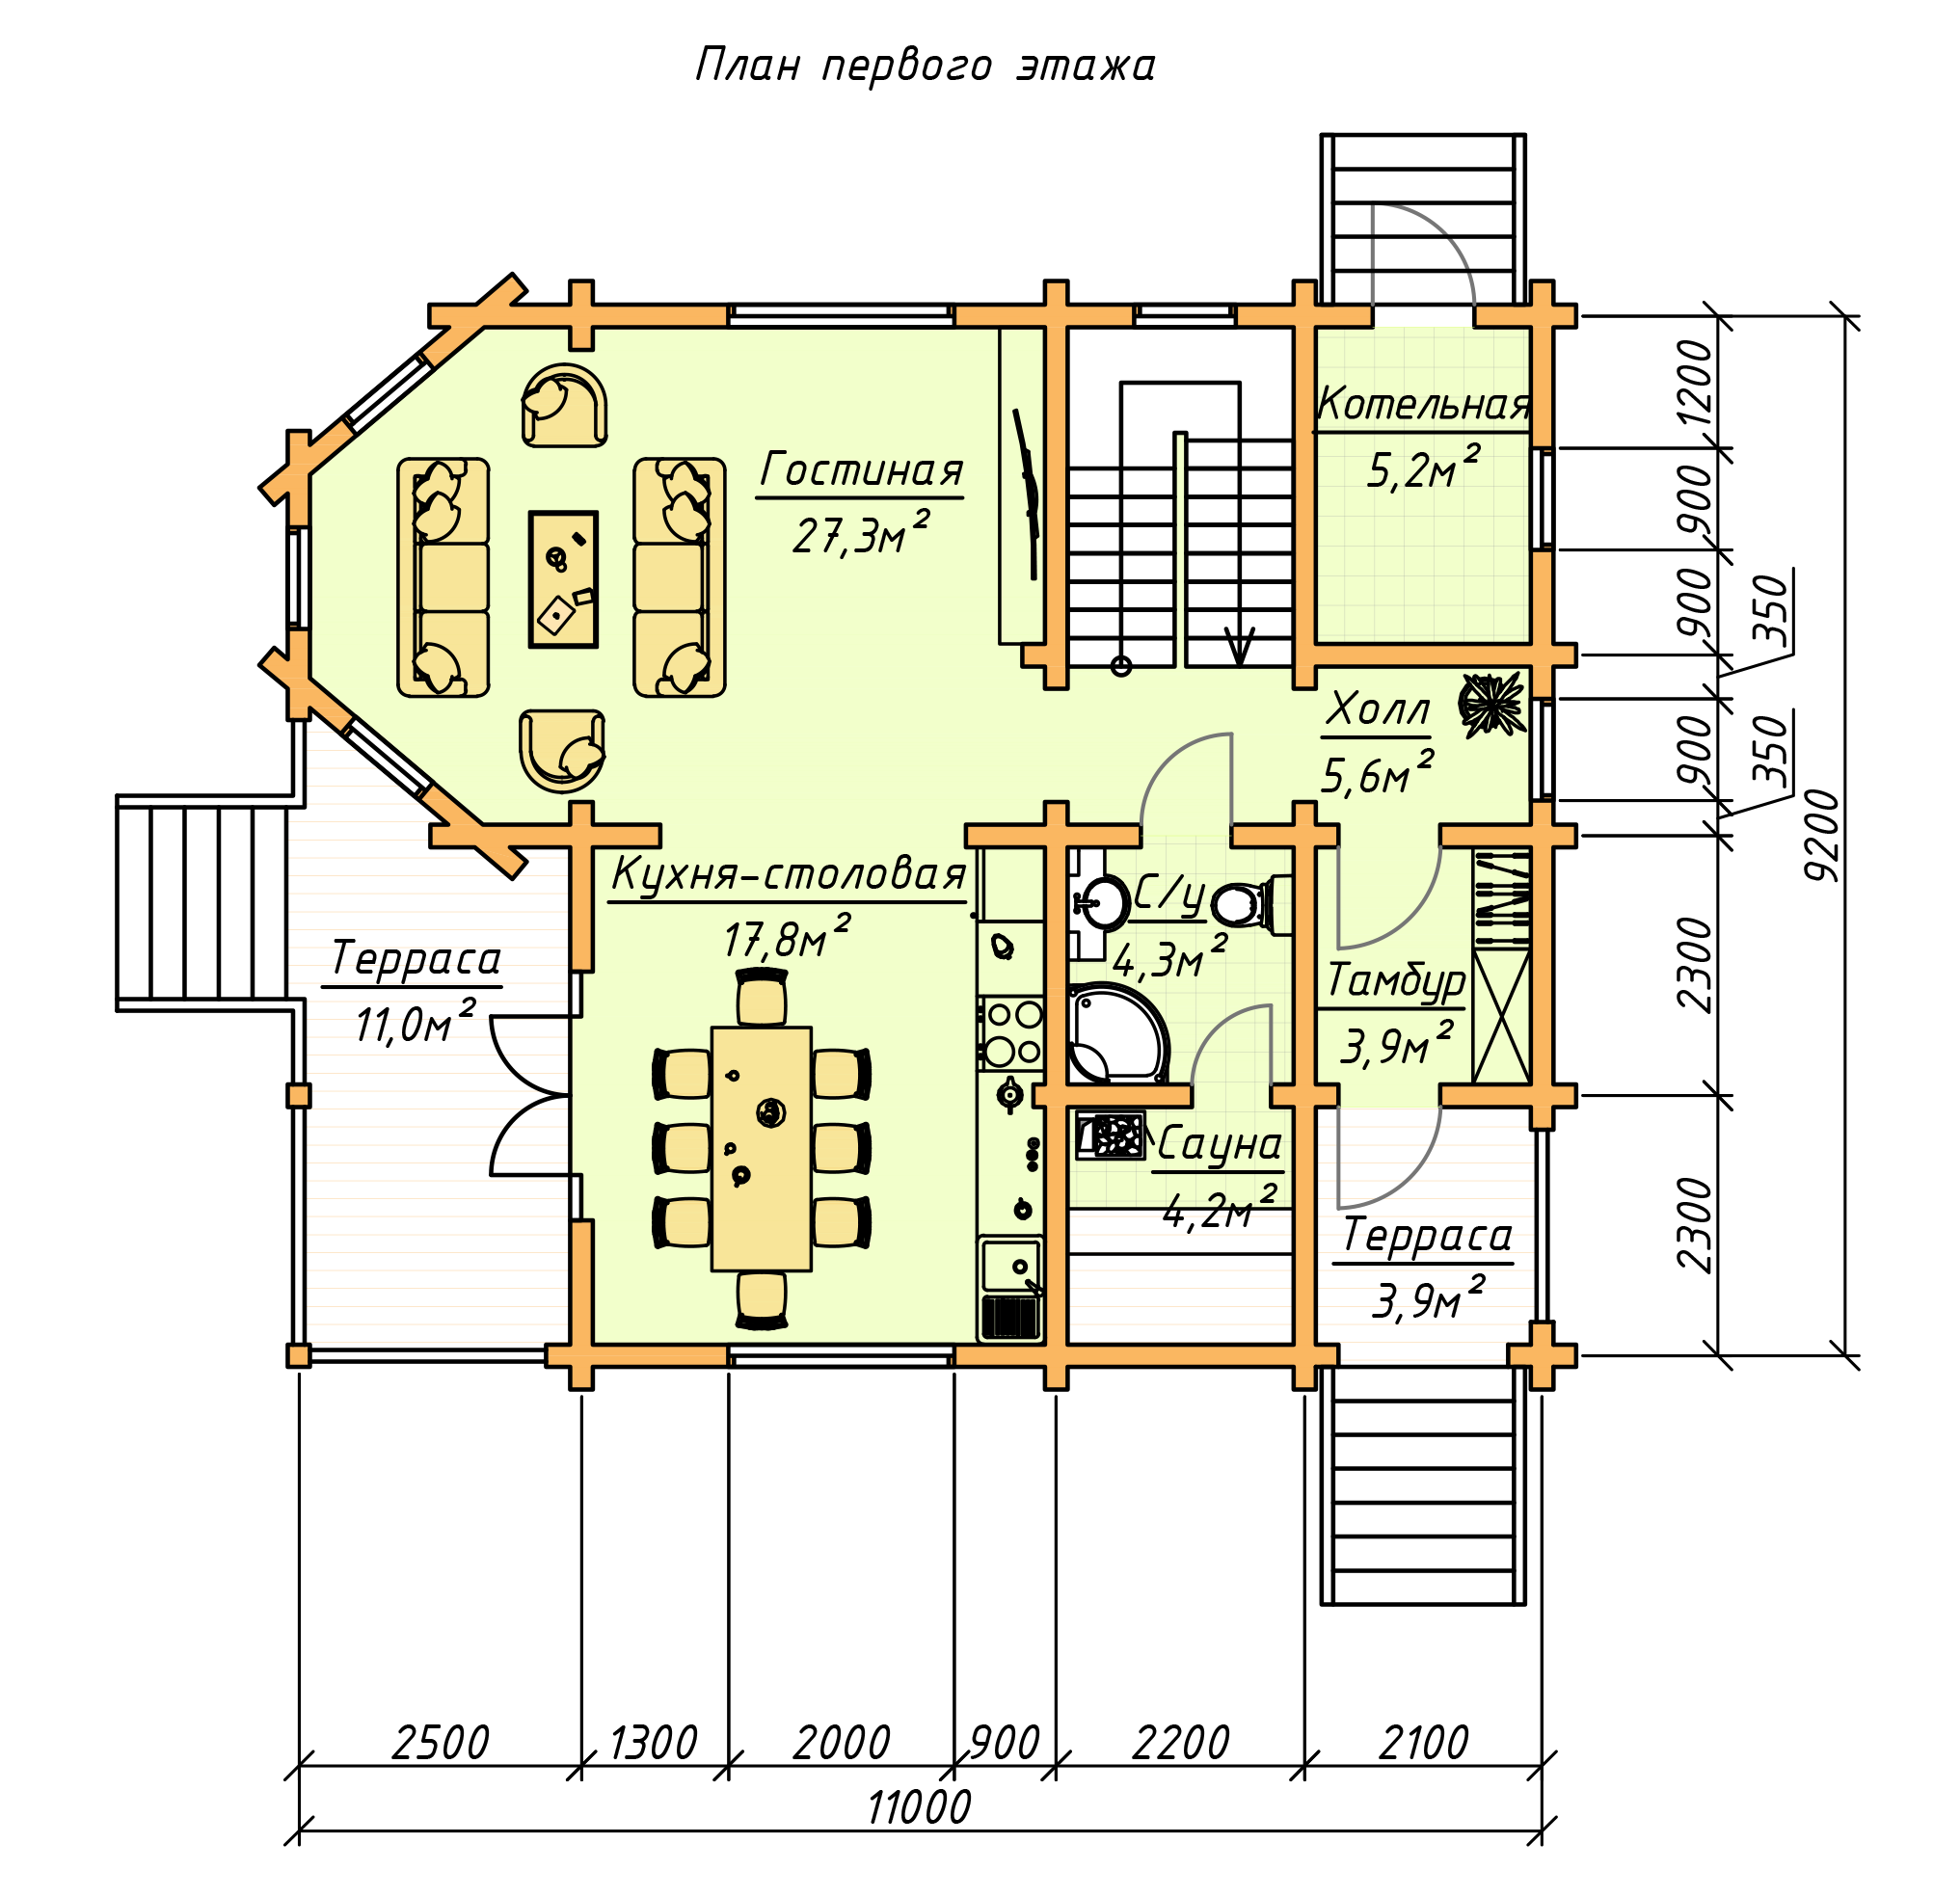 План первого этажа
Котельная
5,2м²
Гостиная
27,3м²
Холл
5,6м²
Кухня-столовая
17,8м²
С/у
4,3м²
Терраса
11,0м²
Тамбур
3,9м²
Сауна
4,2м²
Терраса
3,9м²
1200
900
900
350
900
350
9200
2300
2300
2500
1300
2000
900
2200
2100
11000